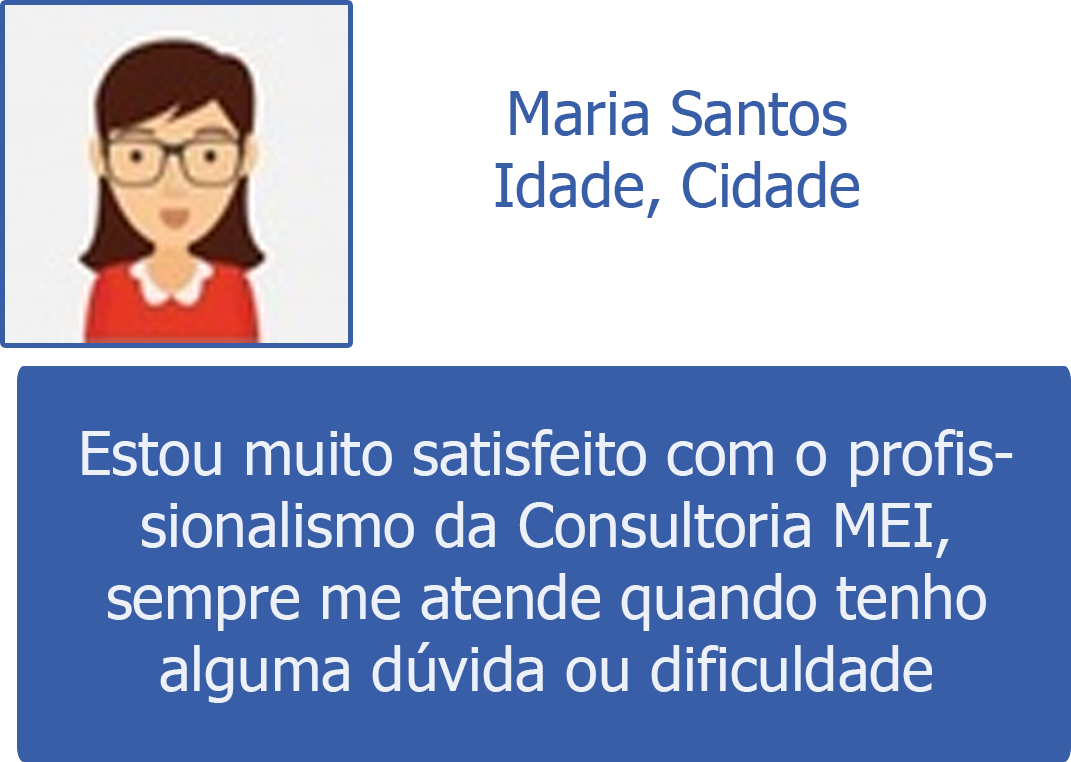 Maria Santos
Idade, Cidade
Estou muito satisfeito com o profis-
sionalismo da Consultoria MEI,
sempre me atende quando tenho
alguma dúvida ou dificuldade